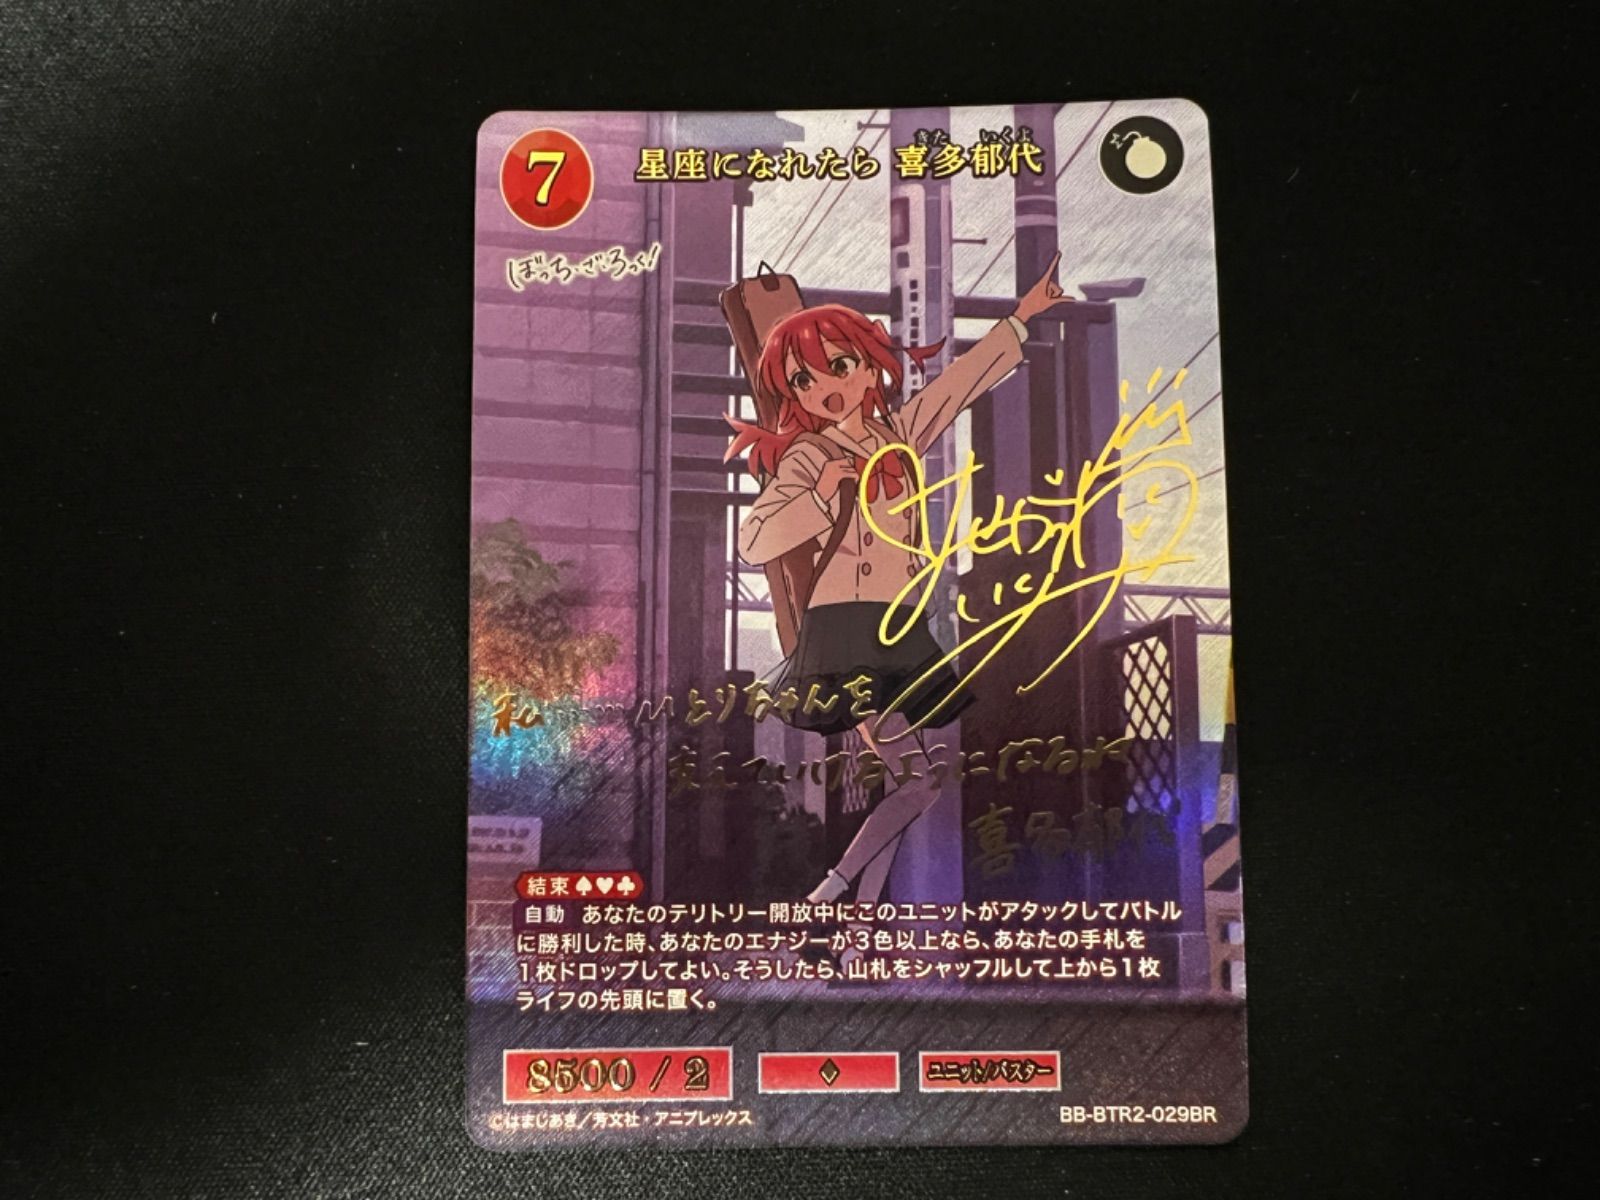 7
星座になれたら 喜多郁代
きた いくよ
ぼっち・ざ・ろっく!
私……ひとりちゃんを
支えていけるようになるね
喜多郁代
結束♠♥♣
自動 あなたのテリトリー開放中にこのユニットがアタックしてバトル
に勝利した時、あなたのエナジーが3色以上なら、あなたの手札を
1枚ドロップしてよい。そうしたら、山札をシャッフルして上から1枚
ライフの先頭に置く。
8500 / 2
♦
ユニット/バスター
©はまじあき/芳文社・アニプレックス
BB-BTR2-029BR